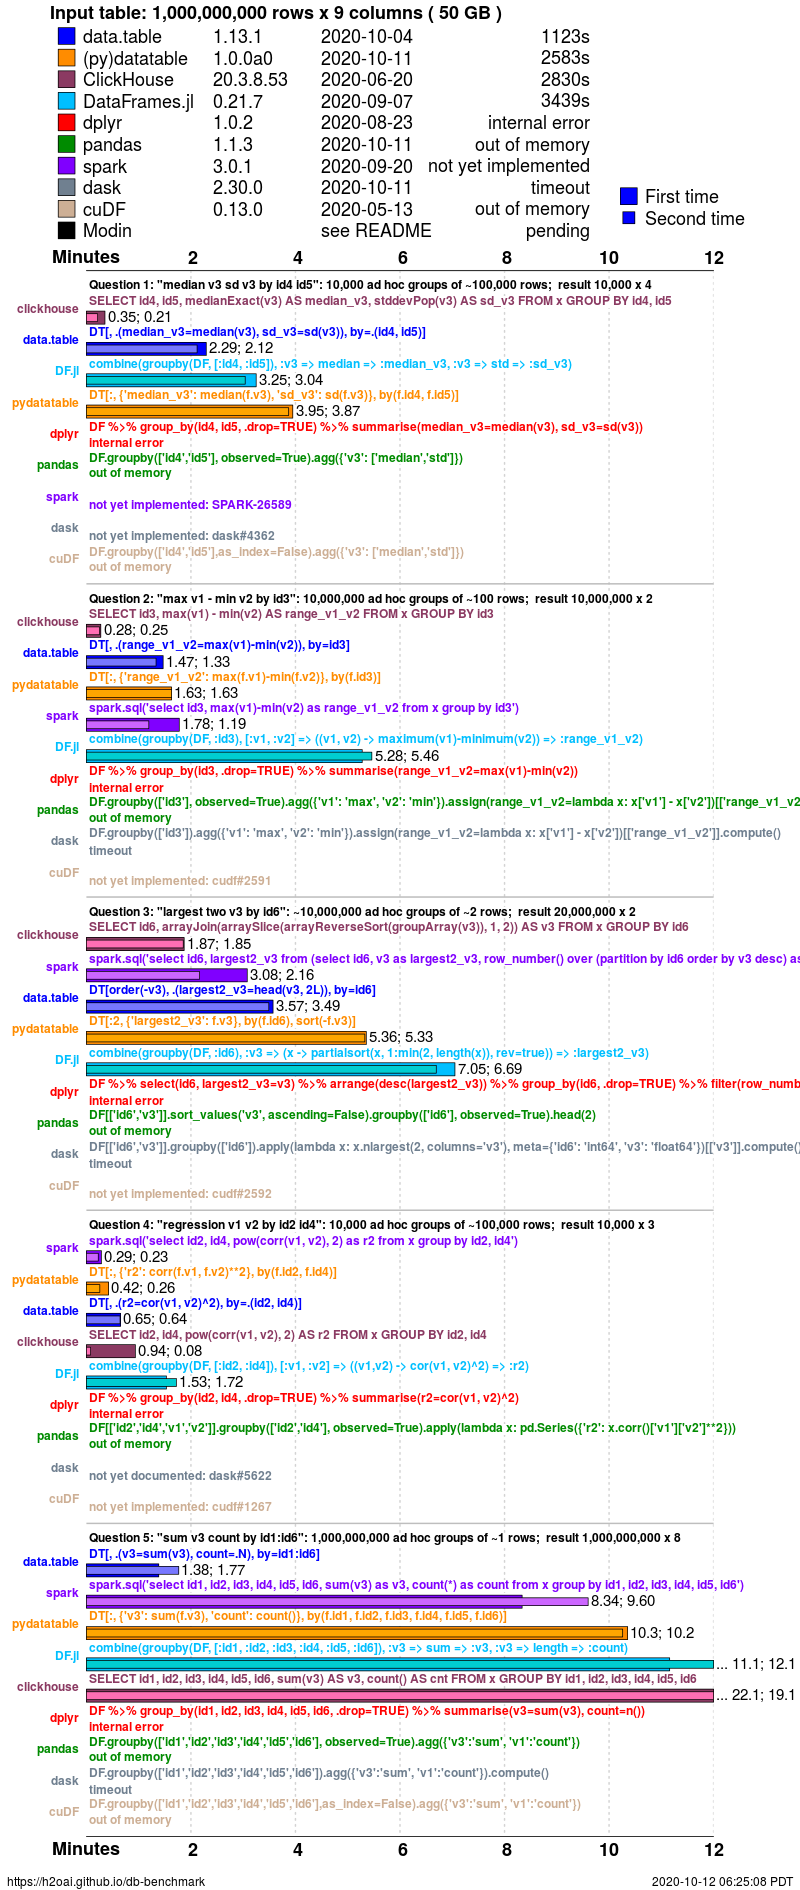 Input table: 1,000,000,000 rows x 9 columns ( 50 GB )
data.table 1.13.1 2020-10-04 1123s
(py)datatable 1.0.0a0 2020-10-11 2583s
ClickHouse 20.3.8.53 2020-06-20 2830s
DataFrames.jl 0.21.7 2020-09-07 3439s
dplyr 1.0.2 2020-08-23 internal error
pandas 1.1.3 2020-10-11 out of memory
spark 3.0.1 2020-09-20 not yet implemented
dask 2.30.0 2020-10-11 timeout
First time
cuDF 0.13.0 2020-05-13 out of memory
Second time
Modin see README pending
Minutes 2 4 6 8 10 12
Question 1: "median v3 sd v3 by id4 id5": 10,000 ad hoc groups of ~100,000 rows; result 10,000 x 4
SELECT id4, id5, medianExact(v3) AS median_v3, stddevPop(v3) AS sd_v3 FROM x GROUP BY id4, id5
clickhouse 0.35; 0.21
DT[, .(median_v3=median(v3), sd_v3=sd(v3)), by=.(id4, id5)]
data.table 2.29; 2.12
combine(groupby(DF, [:id4, :id5]), :v3 => median => :median_v3, :v3 => std => :sd_v3)
DF.jl 3.25; 3.04
DT[:, {'median_v3': median(f.v3), 'sd_v3': sd(f.v3)}, by(f.id4, f.id5)]
pydatatable 3.95; 3.87
DF %>% group_by(id4, id5, .drop=TRUE) %>% summarise(median_v3=median(v3), sd_v3=sd(v3))
dplyr internal error
DF.groupby(['id4','id5'], observed=True).agg({'v3': ['median','std']})
pandas out of memory
spark not yet implemented: SPARK-26589
dask not yet implemented: dask#4362
DF.groupby(['id4','id5'],as_index=False).agg({'v3': ['median','std']})
cuDF out of memory
Question 2: "max v1 - min v2 by id3": 10,000,000 ad hoc groups of ~100 rows; result 10,000,000 x 2
SELECT id3, max(v1) - min(v2) AS range_v1_v2 FROM x GROUP BY id3
clickhouse 0.28; 0.25
DT[, .(range_v1_v2=max(v1)-min(v2)), by=id3]
data.table 1.47; 1.33
DT[:, {'range_v1_v2': max(f.v1)-min(f.v2)}, by(f.id3)]
pydatatable 1.63; 1.63
spark.sql('select id3, max(v1)-min(v2) as range_v1_v2 from x group by id3')
spark 1.78; 1.19
combine(groupby(DF, :id3), [:v1, :v2] => ((v1, v2) -> maximum(v1)-minimum(v2)) => :range_v1_v2)
DF.jl 5.28; 5.46
DF %>% group_by(id3, .drop=TRUE) %>% summarise(range_v1_v2=max(v1)-min(v2))
dplyr internal error
DF.groupby(['id3'], observed=True).agg({'v1': 'max', 'v2': 'min'}).assign(range_v1_v2=lambda x: x['v1'] - x['v2'])[['range_v1_v2
pandas out of memory
DF.groupby(['id3']).agg({'v1': 'max', 'v2': 'min'}).assign(range_v1_v2=lambda x: x['v1'] - x['v2'])[['range_v1_v2']].compute()
dask timeout
cuDF not yet implemented: cudf#2591
Question 3: "largest two v3 by id6": ~10,000,000 ad hoc groups of ~2 rows; result 20,000,000 x 2
SELECT id6, arrayJoin(arraySlice(arrayReverseSort(groupArray(v3)), 1, 2)) AS v3 FROM x GROUP BY id6
clickhouse 1.87; 1.85
spark.sql('select id6, largest2_v3 from (select id6, v3 as largest2_v3, row_number() over (partition by id6 order by v3 desc) as
spark 3.08; 2.16
DT[order(-v3), .(largest2_v3=head(v3, 2L)), by=id6]
data.table 3.57; 3.49
DT[:2, {'largest2_v3': f.v3}, by(f.id6), sort(-f.v3)]
pydatatable 5.36; 5.33
combine(groupby(DF, :id6), :v3 => (x -> partialsort(x, 1:min(2, length(x)), rev=true)) => :largest2_v3)
DF.jl 7.05; 6.69
DF %>% select(id6, largest2_v3=v3) %>% arrange(desc(largest2_v3)) %>% group_by(id6, .drop=TRUE) %>% filter(row_numb
dplyr internal error
DF[['id6','v3']].sort_values('v3', ascending=False).groupby(['id6'], observed=True).head(2)
pandas out of memory
DF[['id6','v3']].groupby(['id6']).apply(lambda x: x.nlargest(2, columns='v3'), meta={'id6': 'int64', 'v3': 'float64'})[['v3']].compute()
dask timeout
cuDF not yet implemented: cudf#2592
Question 4: "regression v1 v2 by id2 id4": 10,000 ad hoc groups of ~100,000 rows; result 10,000 x 3
spark.sql('select id2, id4, pow(corr(v1, v2), 2) as r2 from x group by id2, id4')
spark 0.29; 0.23
DT[:, {'r2': corr(f.v1, f.v2)**2}, by(f.id2, f.id4)]
pydatatable 0.42; 0.26
DT[, .(r2=cor(v1, v2)^2), by=.(id2, id4)]
data.table 0.65; 0.64
SELECT id2, id4, pow(corr(v1, v2), 2) AS r2 FROM x GROUP BY id2, id4
clickhouse 0.94; 0.08
combine(groupby(DF, [:id2, :id4]), [:v1, :v2] => ((v1,v2) -> cor(v1, v2)^2) => :r2)
DF.jl 1.53; 1.72
DF %>% group_by(id2, id4, .drop=TRUE) %>% summarise(r2=cor(v1, v2)^2)
dplyr internal error
DF[['id2','id4','v1','v2']].groupby(['id2','id4'], observed=True).apply(lambda x: pd.Series({'r2': x.corr()['v1']['v2']**2}))
pandas out of memory
dask not yet documented: dask#5622
cuDF not yet implemented: cudf#1267
Question 5: "sum v3 count by id1:id6": 1,000,000,000 ad hoc groups of ~1 rows; result 1,000,000,000 x 8
DT[, .(v3=sum(v3), count=.N), by=id1:id6]
data.table 1.38; 1.77
spark.sql('select id1, id2, id3, id4, id5, id6, sum(v3) as v3, count(*) as count from x group by id1, id2, id3, id4, id5, id6')
spark 8.34; 9.60
DT[:, {'v3': sum(f.v3), 'count': count()}, by(f.id1, f.id2, f.id3, f.id4, f.id5, f.id6)]
pydatatable 10.3; 10.2
combine(groupby(DF, [:id1, :id2, :id3, :id4, :id5, :id6]), :v3 => sum => :v3, :v3 => length => :count)
DF.jl ... 11.1; 12.1
SELECT id1, id2, id3, id4, id5, id6, sum(v3) AS v3, count() AS cnt FROM x GROUP BY id1, id2, id3, id4, id5, id6
clickhouse ... 22.1; 19.1
DF %>% group_by(id1, id2, id3, id4, id5, id6, .drop=TRUE) %>% summarise(v3=sum(v3), count=n())
dplyr internal error
DF.groupby(['id1','id2','id3','id4','id5','id6'], observed=True).agg({'v3':'sum', 'v1':'count'})
pandas out of memory
DF.groupby(['id1','id2','id3','id4','id5','id6']).agg({'v3':'sum', 'v1':'count'}).compute()
dask timeout
DF.groupby(['id1','id2','id3','id4','id5','id6'],as_index=False).agg({'v3':'sum', 'v1':'count'})
cuDF out of memory
Minutes 2 4 6 8 10 12
https://h2oai.github.io/db-benchmark 2020-10-12 06:25:08 PDT